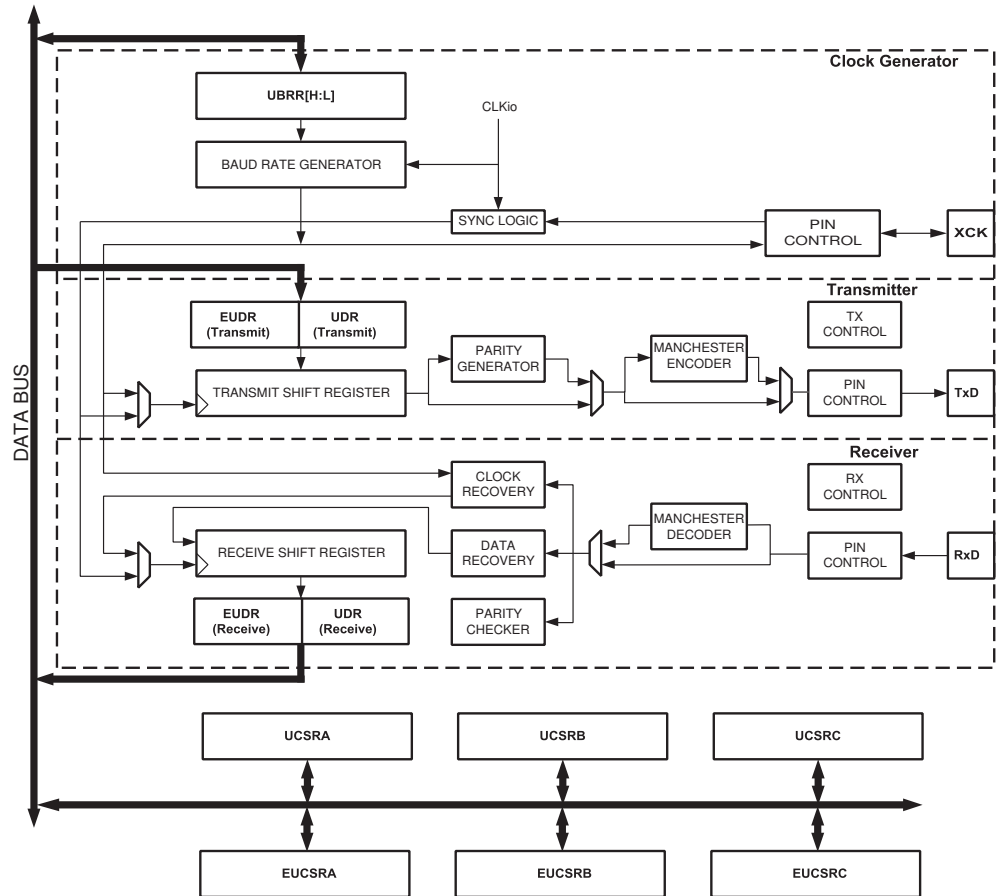 Clock Generator
UBRR[H:L]
CLKio
BAUD RATE GENERATOR
SYNC LOGIC
PIN
CONTROL
XCK
DATA BUS
Transmitter
EUDR
(Transmit)
UDR
(Transmit)
TX
CONTROL
PARITY
GENERATOR
MANCHESTER
ENCODER
TRANSMIT SHIFT REGISTER
PIN
CONTROL
TxD
Receiver
CLOCK
RECOVERY
RX
CONTROL
MANCHESTER
DECODER
RECEIVE SHIFT REGISTER
DATA
RECOVERY
PIN
CONTROL
RxD
EUDR
(Receive)
UDR
(Receive)
PARITY
CHECKER
UCSRA
UCSRB
UCSRC
EUCSRA
EUCSRB
EUCSRC